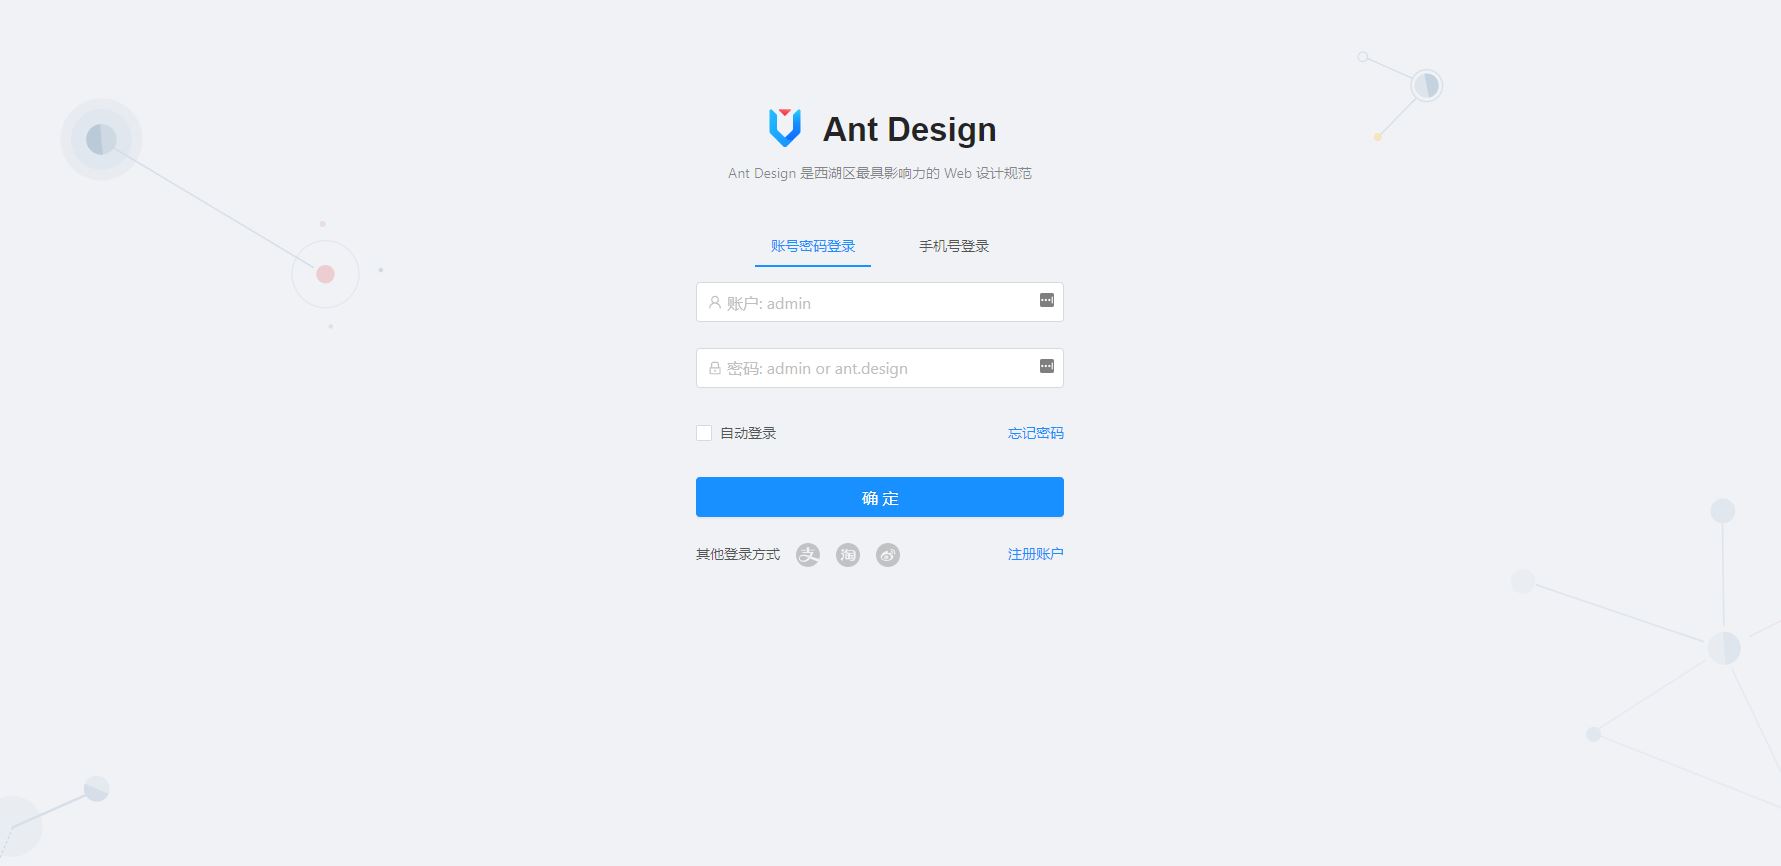 Ant Design
Ant Design 是西湖区最具影响力的 Web 设计规范
账号密码登录 手机号登录
账户: admin
密码: admin or ant.design
自动登录 忘记密码
确 定
其他登录方式 支 淘 注册账户